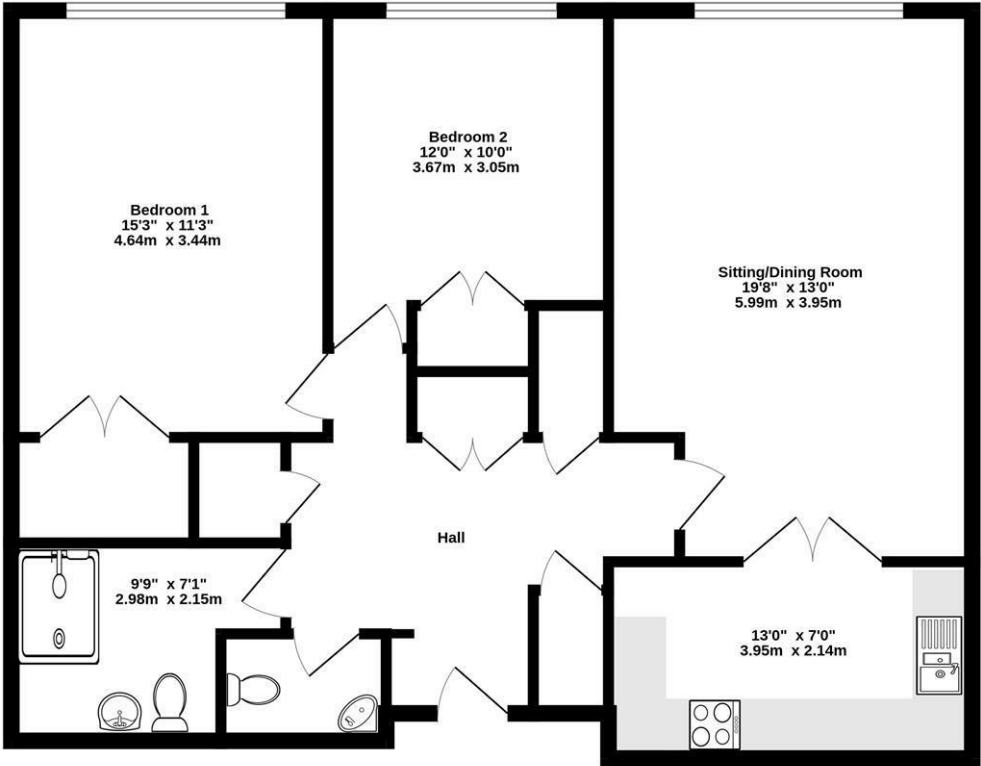 Bedroom 1
15'3" x 11'3"
4.64m x 3.44m
Bedroom 2
12'0" x 10'0"
3.67m x 3.05m
Sitting/Dining Room
19'8" x 13'0"
5.99m x 3.95m
Hall
9'9" x 7'1"
2.98m x 2.15m
13'0" x 7'0"
3.95m x 2.14m